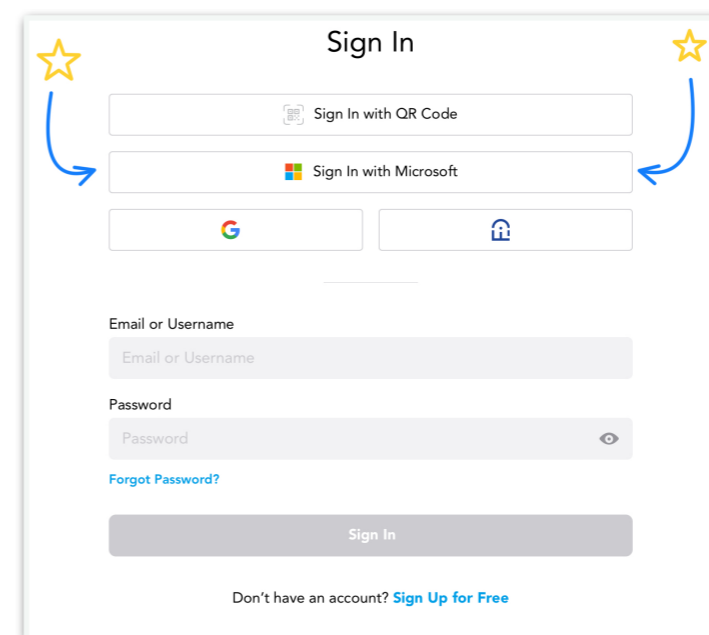 Sign In
Sign In with QR Code
Sign In with Microsoft
Email or Username
Email or Username
Password
Password
Forgot Password?
Sign In
Don't have an account? Sign Up for Free